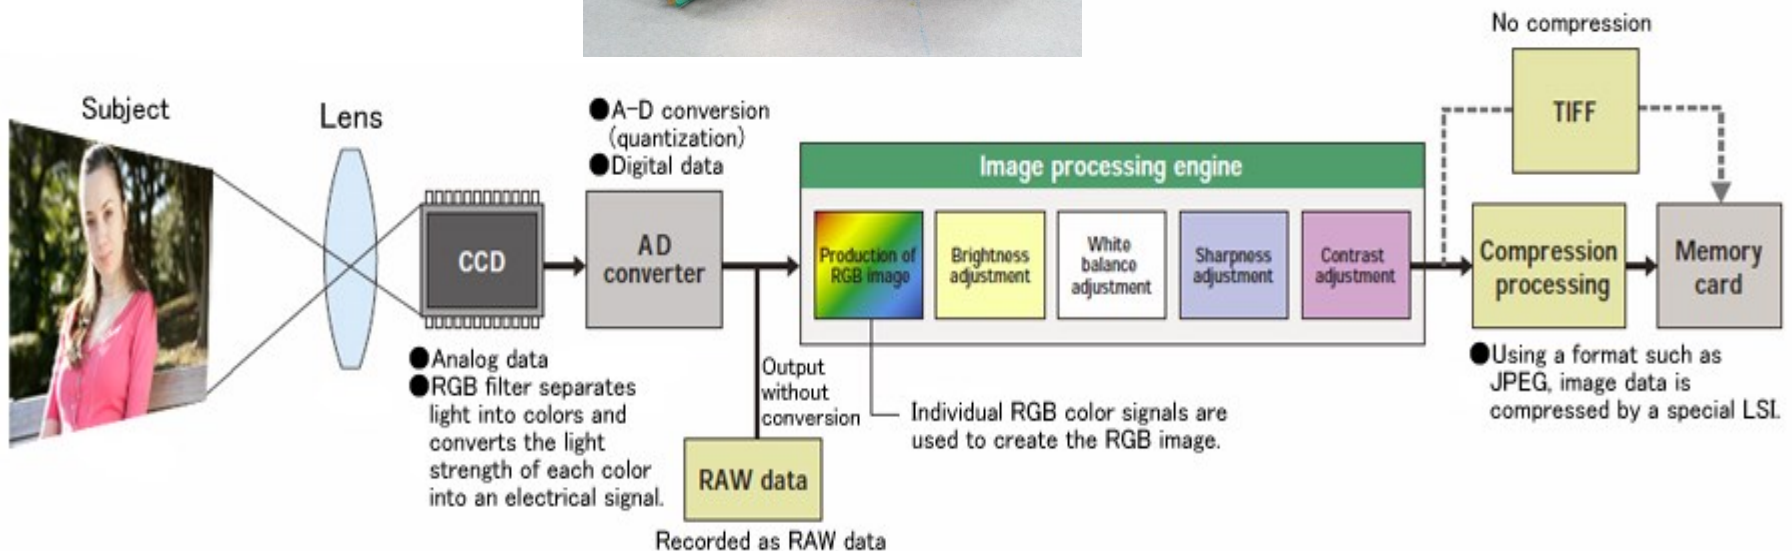 No compression
TIFF
Subject
Lens
●A-D conversion
(quantization)
●Digital data
Image processing engine
CCD
AD
converter
Production of
RGB image
Brightness
adjustment
White
balance
adjustment
Sharpness
adjustment
Contrast
adjustment
Compression
processing
Memory
card
●Analog data
●RGB filter separates
light into colors and
converts the light
strength of each color
into an electrical signal.
Output
without
conversion
Individual RGB color signals are
used to create the RGB image.
●Using a format such as
JPEG, image data is
compressed by a special LSI.
RAW data
Recorded as RAW data